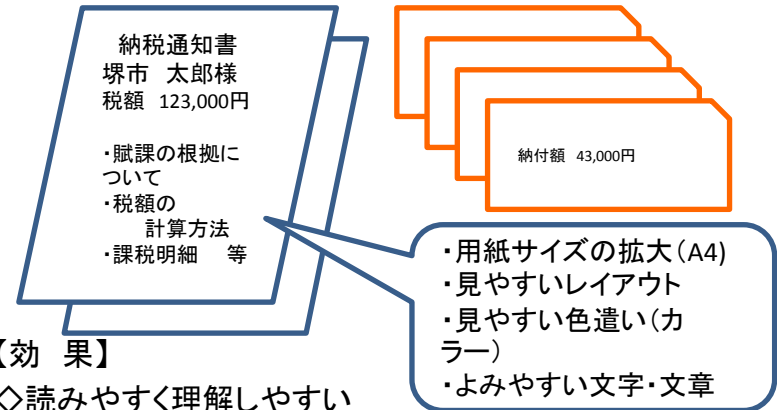 納税通知書
堺市　太郎様
税額 123,000円
・賦課の根拠に
ついて
・税額の
計算方法
・課税明細　等
納付額 43,000円
・用紙サイズの拡大(A4)
・見やすいレイアウト
・見やすい色遣い(カ
ラー)
・よみやすい文字・文章
【効　果】
◇読みやすく理解しやすい